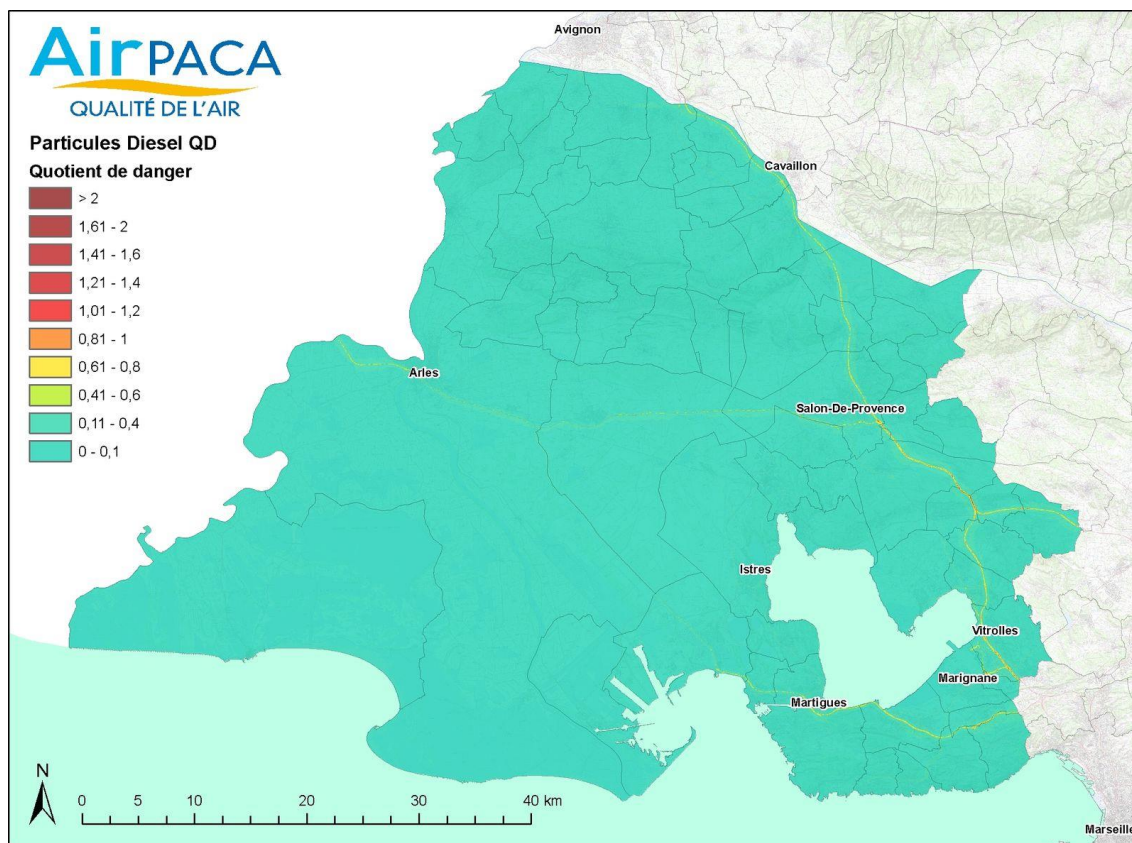 Air PACA
QUALITÉ DE L'AIR
Particules Diesel QD
Quotient de danger
> 2
1,61 - 2
1,41 - 1,6
1,21 - 1,4
1,01 - 1,2
0,81 - 1
0,61 - 0,8
0,41 - 0,6
0,11 - 0,4
0 - 0,1
Avignon
Cavaillon
Arles
Salon-De-Provence
Istres
Vitrolles
Marignane
Martigues
Marseille
N
0 5 10 20 30 40 km